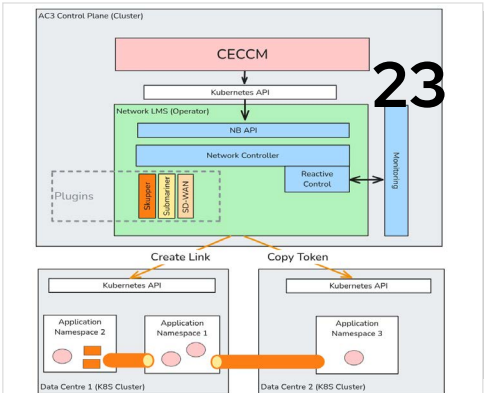 AC3 Control Plane (Cluster)
CECCM
23
Kubernetes API
Network LMS (Operator)
NB API
Network Controller
Reactive
Control
Monitoring
Plugins
Skupper
Submariner
SD-WAN
Create Link
Copy Token
Kubernetes API
Kubernetes API
Application
Namespace 2
Application
Namespace 1
Application
Namespace 3
Data Centre 1 (K8S Cluster)
Data Centre 2 (K8S Cluster)